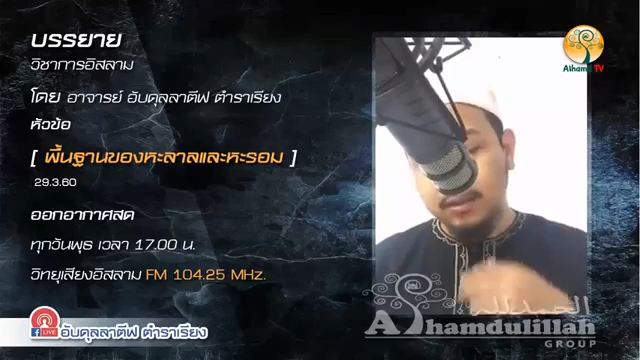 บรรยาย
วิชาการอิสลาม
โดย อาจารย์ อับดุลลาตีฟ ตำราเรียง
หัวข้อ
[ พื้นฐานของหะลาลและหะรอม ]
29.3.60
ออกอากาศสด
ทุกวันพุธ เวลา 17.00 น.
วิทยุเสียงอิสลาม FM 104.25 MHz.
LIVE อับดุลลาตีฟ ตำราเรียง
Alhamd TV
الحمدلله
Alhamdulillah
GROUP